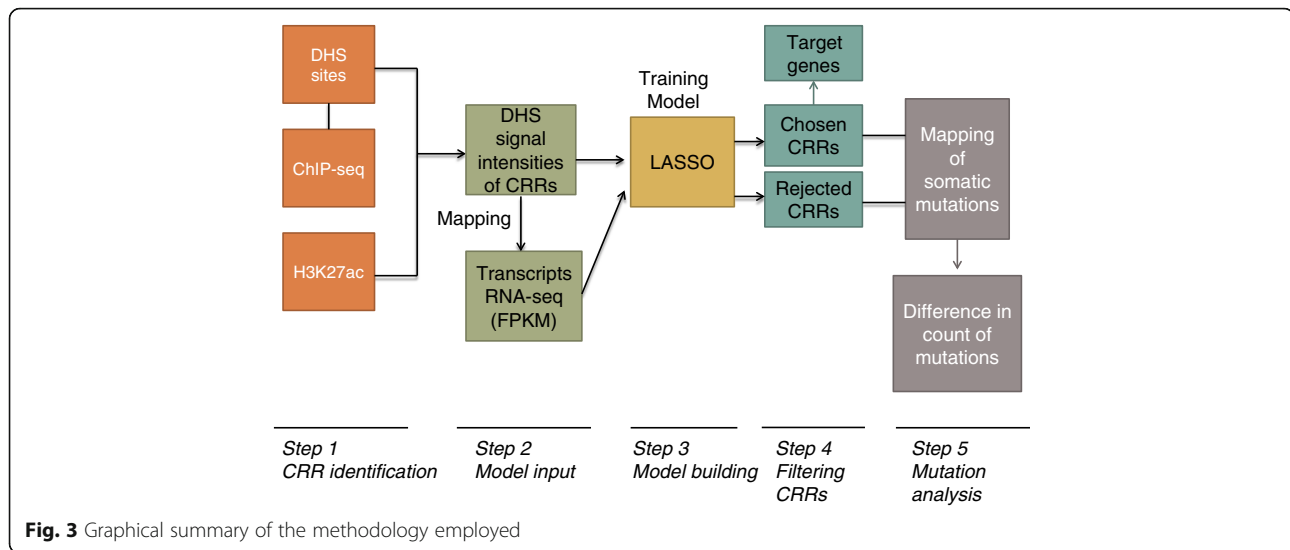 DHS
sites
ChIP-seq
H3K27ac
DHS
signal
intensities
of CRRs
Mapping
Transcripts
RNA-seq
(FPKM)
Training
Model
LASSO
Target
genes
Chosen
CRRs
Rejected
CRRs
Mapping
of
somatic
mutations
Difference in
count of
mutations
Step 1
CRR identification
Step 2
Model input
Step 3
Model building
Step 4
Filtering
CRRs
Step 5
Mutation
analysis
Fig. 3 Graphical summary of the methodology employed